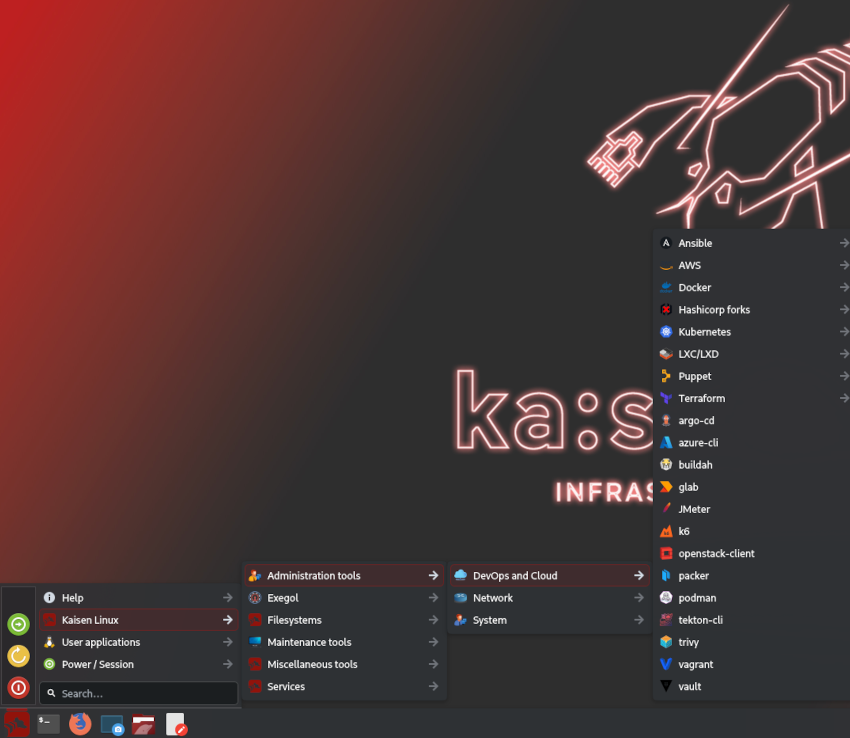 ka:s
INFRAS
Ansible
AWS
Docker
Hashicorp forks
Kubernetes
LXC/LXD
Puppet
Terraform
argo-cd
azure-cli
buildah
glab
JMeter
k6
openstack-client
packer
podman
tekton-cli
trivy
vagrant
vault
DevOps and Cloud
Network
System
Administration tools
Exegol
Filesystems
Maintenance tools
Miscellaneous tools
Services
Help
Kaisen Linux
User applications
Power / Session
Search...